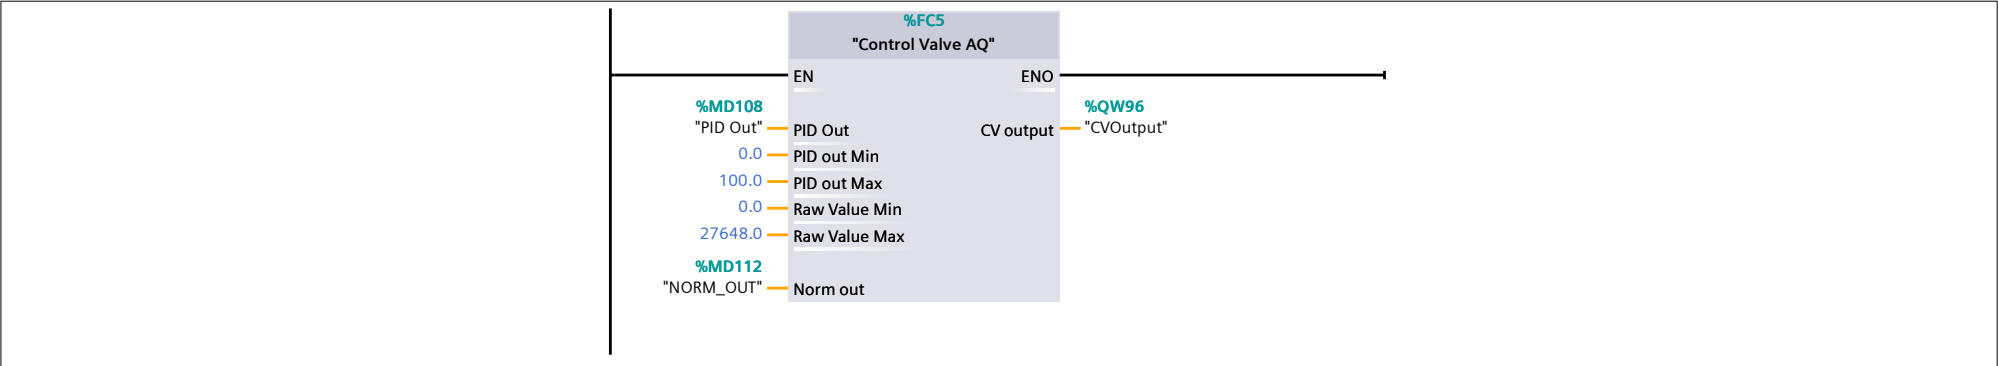 %FC5
"Control Valve AQ"
EN ENO
%MD108 %QW96
"PID Out" PID Out CV output "CVOutput"
0.0 PID out Min
100.0 PID out Max
0.0 Raw Value Min
27648.0 Raw Value Max
%MD112
"NORM_OUT" Norm out